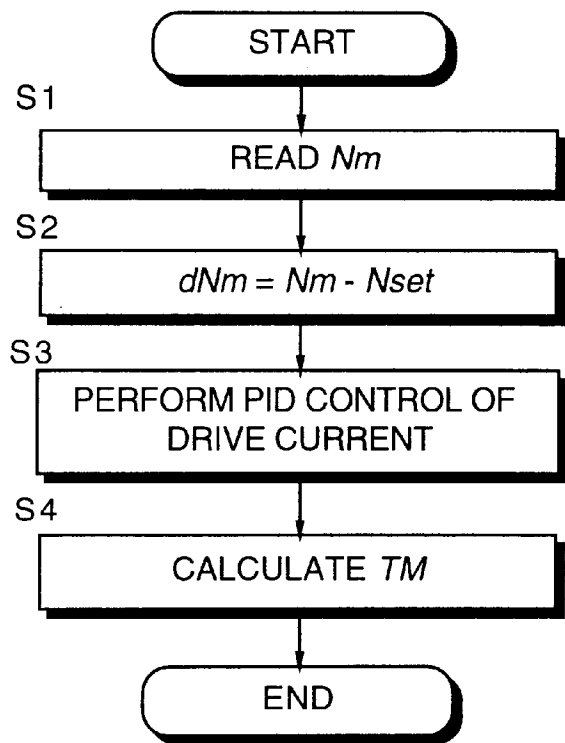 START
S1
READ Nm
S2
dNm = Nm - Nset
S3
PERFORM PID CONTROL OF
DRIVE CURRENT
S4
CALCULATE TM
END